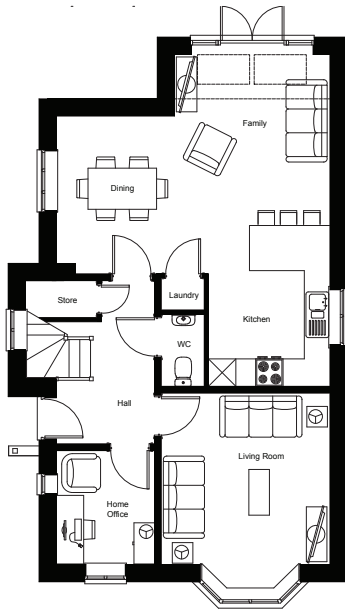 Family
Dining
Store
Laundry
Kitchen
WC
Hall
Living Room
Home
Office